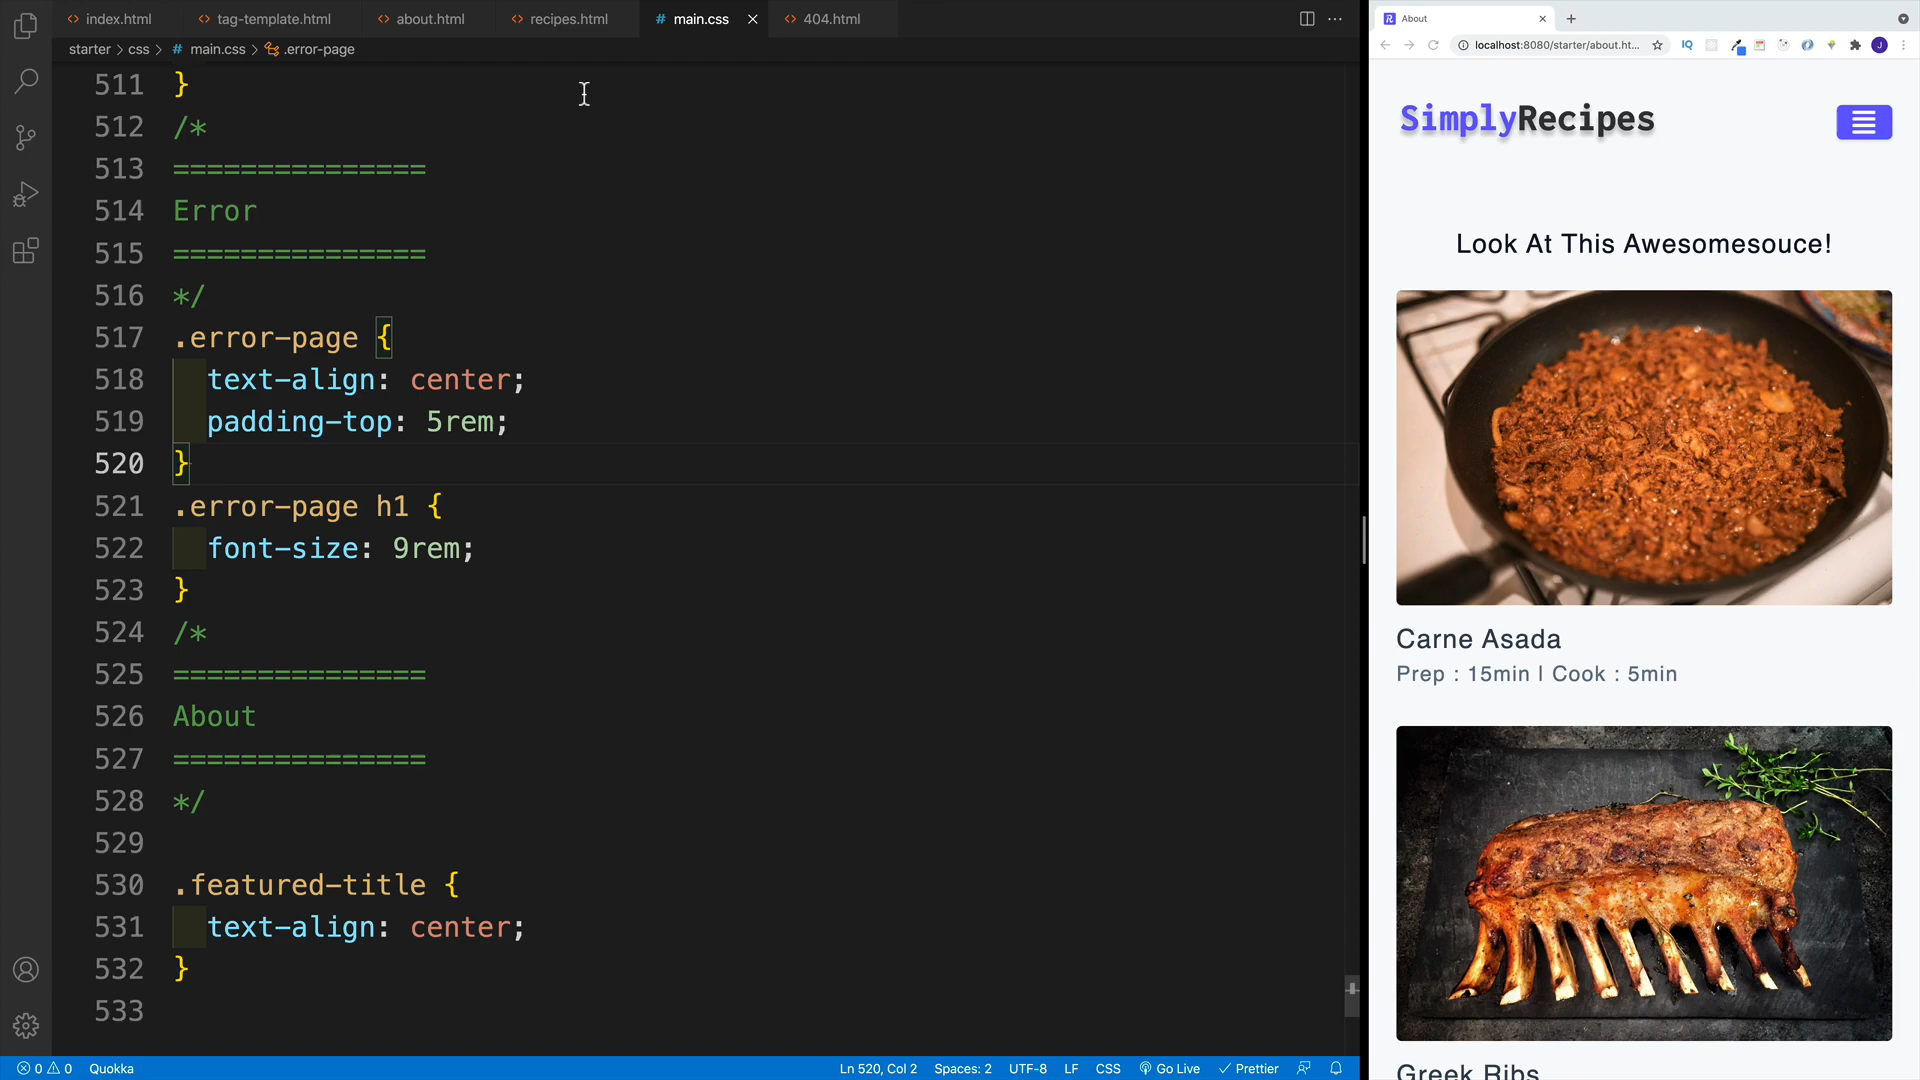 index.html tag-template.html about.html recipes.html # main.css 404.html
starter > css > # main.css > .error-page
511 }
512 /*
513 ===============
514 Error
515 ===============
516 */
517 .error-page {
518 text-align: center;
519 padding-top: 5rem;
520 }
521 .error-page h1 {
522 font-size: 9rem;
523 }
524 /*
525 ===============
526 About
527 ===============
528 */
529
530 .featured-title {
531 text-align: center;
532 }
533
0 0 Quokka Ln 520, Col 2 Spaces: 2 UTF-8 LF CSS Go Live Prettier
About
localhost:8080/starter/about.ht...
IQ
J
SimplyRecipes
Look At This Awesomesouce!
Carne Asada
Prep : 15min | Cook : 5min
Greek Ribs